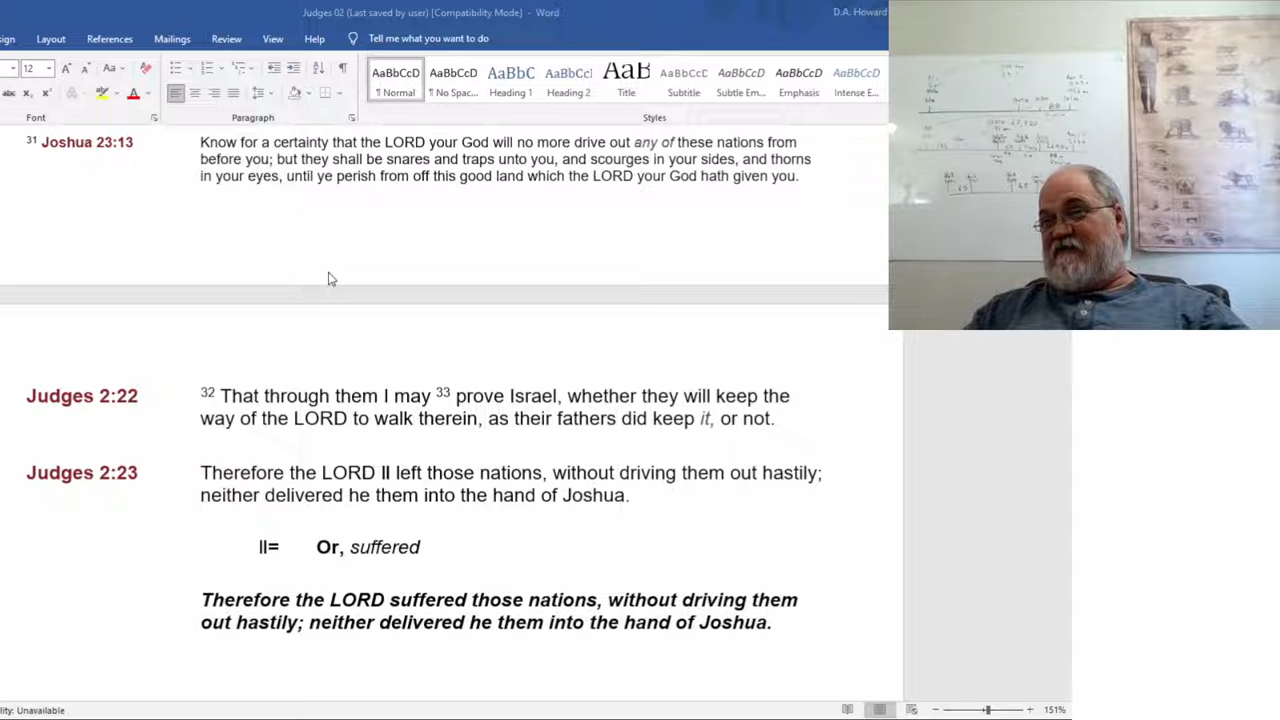 Judges 02 (Last saved by user) [Compatibility Mode] - Word
D.A. Howard
sign Layout References Mailings Review View Help Tell me what you want to do
12 Aa
abc x₂ x² A A
Font Paragraph Styles
AaBbCcD AaBbCcD AaBbC AaBbCcI AaB AaBbCcD AaBbCcD AaBbCcD AaBbCcD
¶ Normal ¶ No Spac... Heading 1 Heading 2 Title Subtitle Subtle Em... Emphasis Intense E...
31 Joshua 23:13 Know for a certainty that the LORD your God will no more drive out any of these nations from
before you; but they shall be snares and traps unto you, and scourges in your sides, and thorns
in your eyes, until ye perish from off this good land which the LORD your God hath given you.
Judges 2:22 32 That through them I may 33 prove Israel, whether they will keep the
way of the LORD to walk therein, as their fathers did keep it, or not.
Judges 2:23 Therefore the LORD ll left those nations, without driving them out hastily;
neither delivered he them into the hand of Joshua.
ll= Or, suffered
Therefore the LORD suffered those nations, without driving them
out hastily; neither delivered he them into the hand of Joshua.
ility: Unavailable
151%